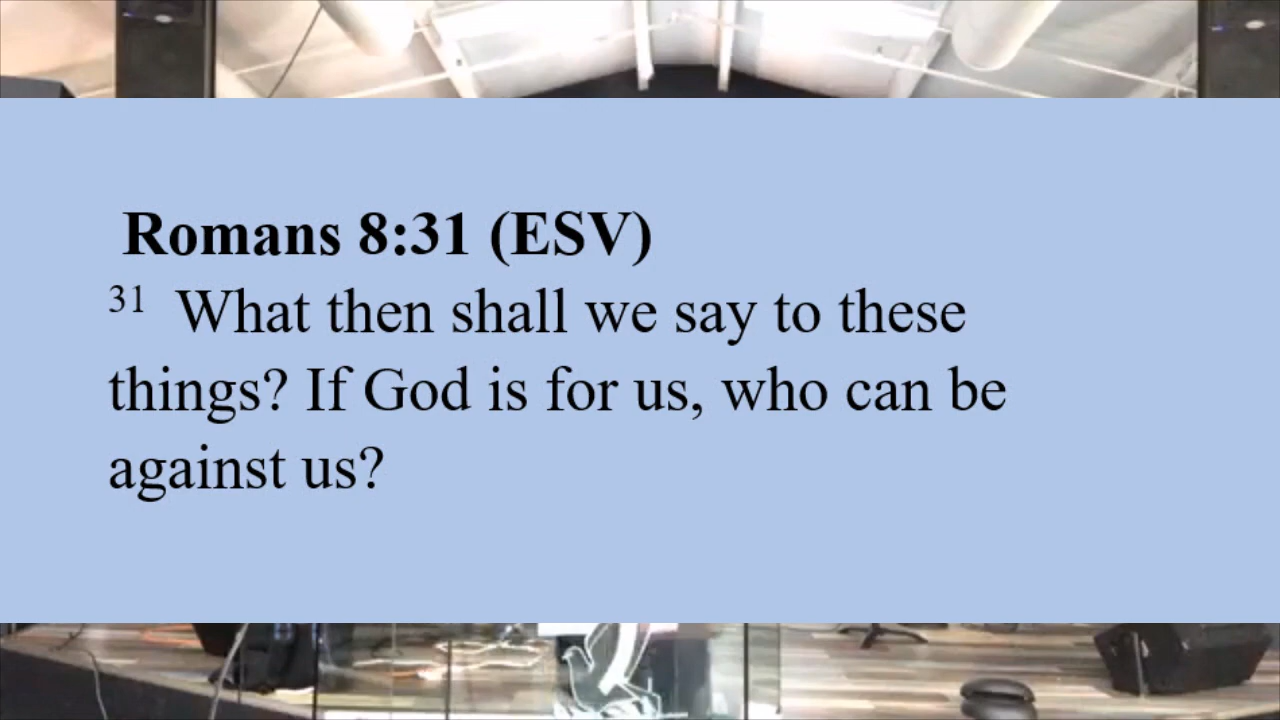 Romans 8:31 (ESV)
31 What then shall we say to these
things? If God is for us, who can be
against us?